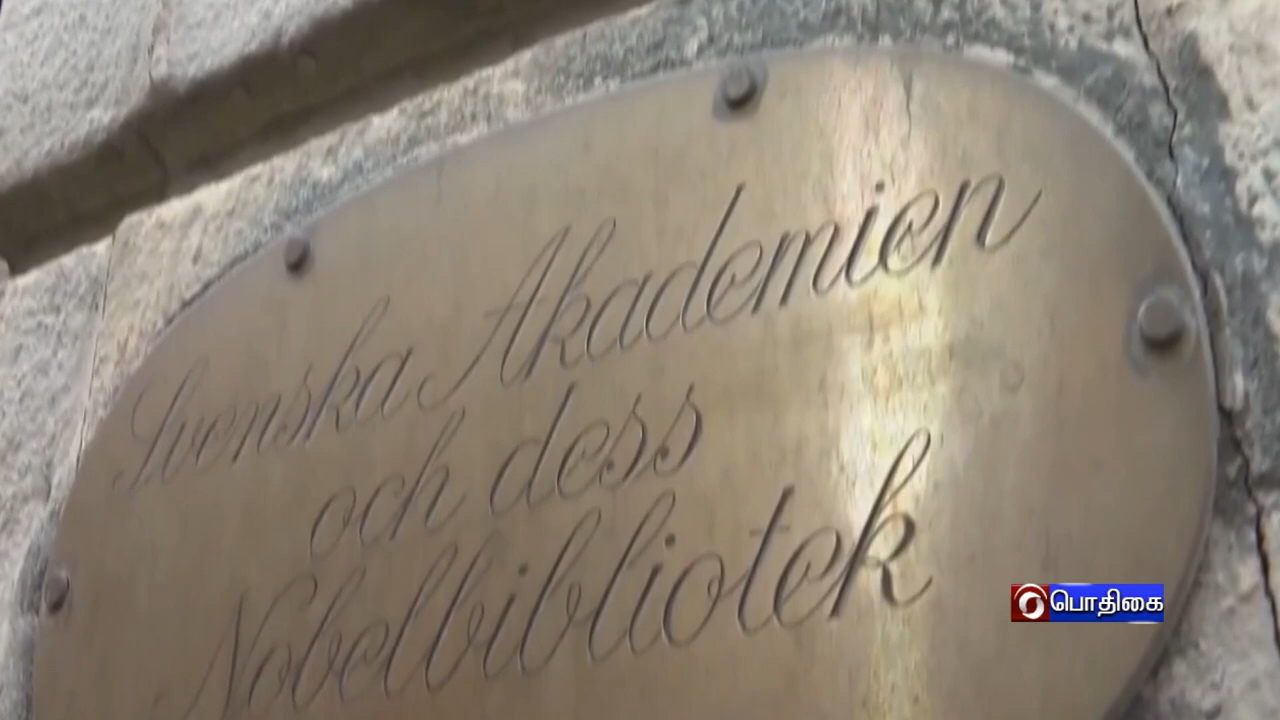 Svenska Akademien
och dess
Nobelbibliotek
பொதிகை